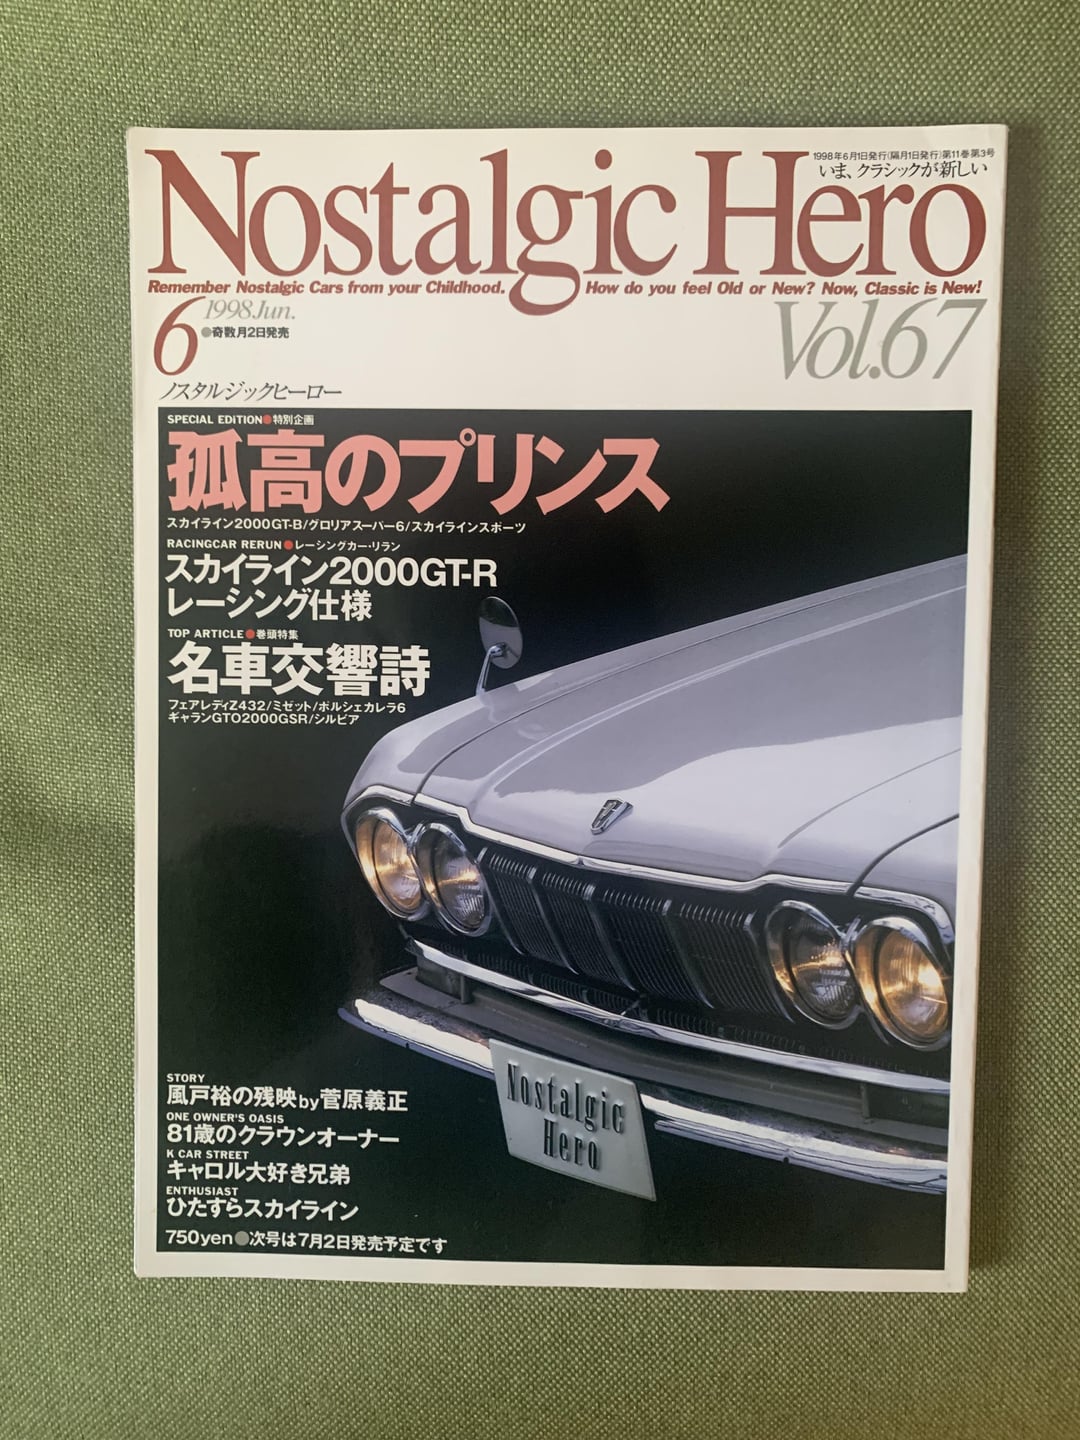 1998年6月1日発行(隔月1日発行)第11巻第3号
いま、クラシックが新しい
Nostalgic Hero
Remember Nostalgic Cars from your Childhood. How do you feel Old or New? Now, Classic is New!
6 1998.Jun.
●奇数月2日発売
Vol.67
ノスタルジックヒーロー
SPECIAL EDITION●特別企画
孤高のプリンス
スカイライン2000GT-B/グロリアスーパー6/スカイラインスポーツ
RACINGCAR RERUN●レーシングカー・リラン
スカイライン2000GT-R
レーシング仕様
TOP ARTICLE●巻頭特集
名車交響詩
フェアレディZ432/ミゼット/ポルシェカレラ6
ギャランGTO2000GSR/シルビア
STORY
風戸裕の残映by菅原義正
ONE OWNER'S OASIS
81歳のクラウンオーナー
K CAR STREET
キャロル大好き兄弟
ENTHUSIAST
ひたすらスカイライン
750yen●次号は7月2日発売予定です
Nostalgic
Hero